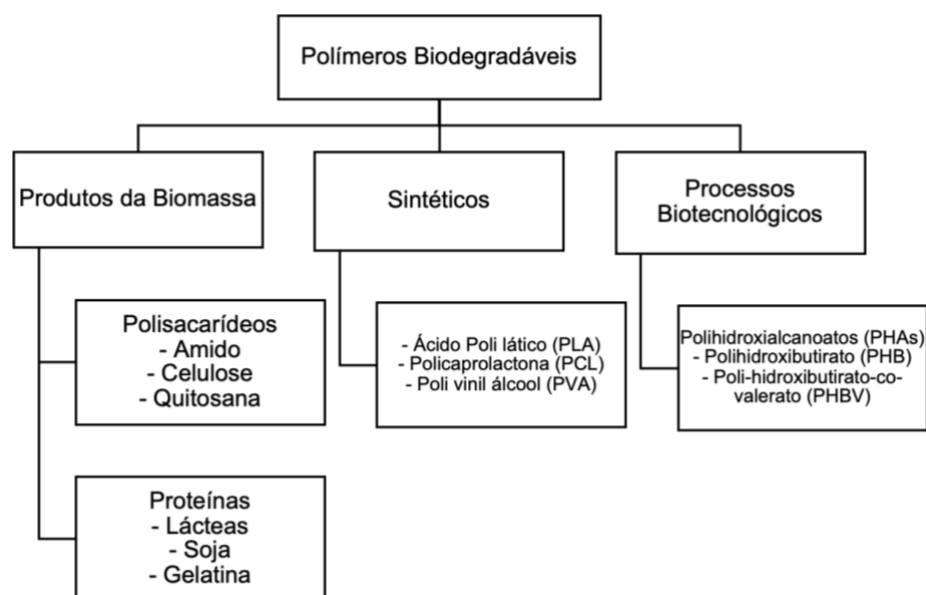 Polímeros Biodegradáveis
Produtos da Biomassa
Sintéticos
Processos
Biotecnológicos
Polisacarídeos
- Amido
- Celulose
- Quitosana
- Ácido Poli lático (PLA)
- Policaprolactona (PCL)
- Poli vinil álcool (PVA)
Polihidroxialcanoatos (PHAs)
- Polihidroxibutirato (PHB)
- Poli-hidroxibutirato-co-
valerato (PHBV)
Proteínas
- Lácteas
- Soja
- Gelatina